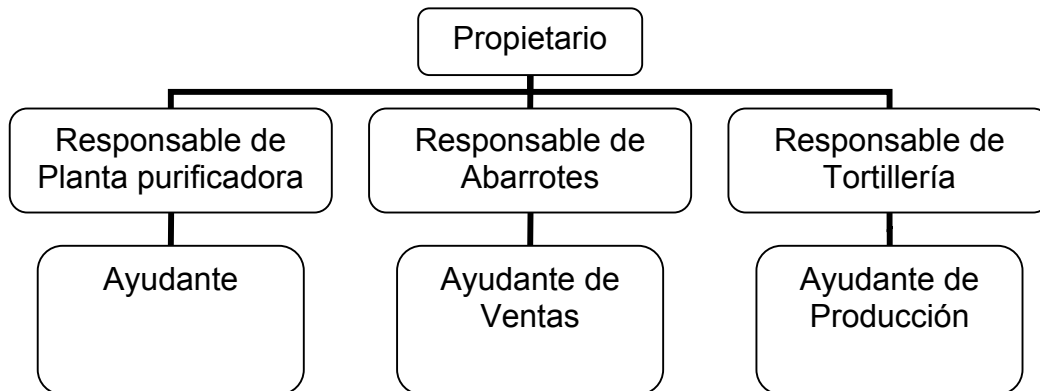 Propietario
Responsable de
Planta purificadora
Responsable de
Abarrotes
Responsable de
Tortillería
Ayudante
Ayudante de
Ventas
Ayudante de
Producción